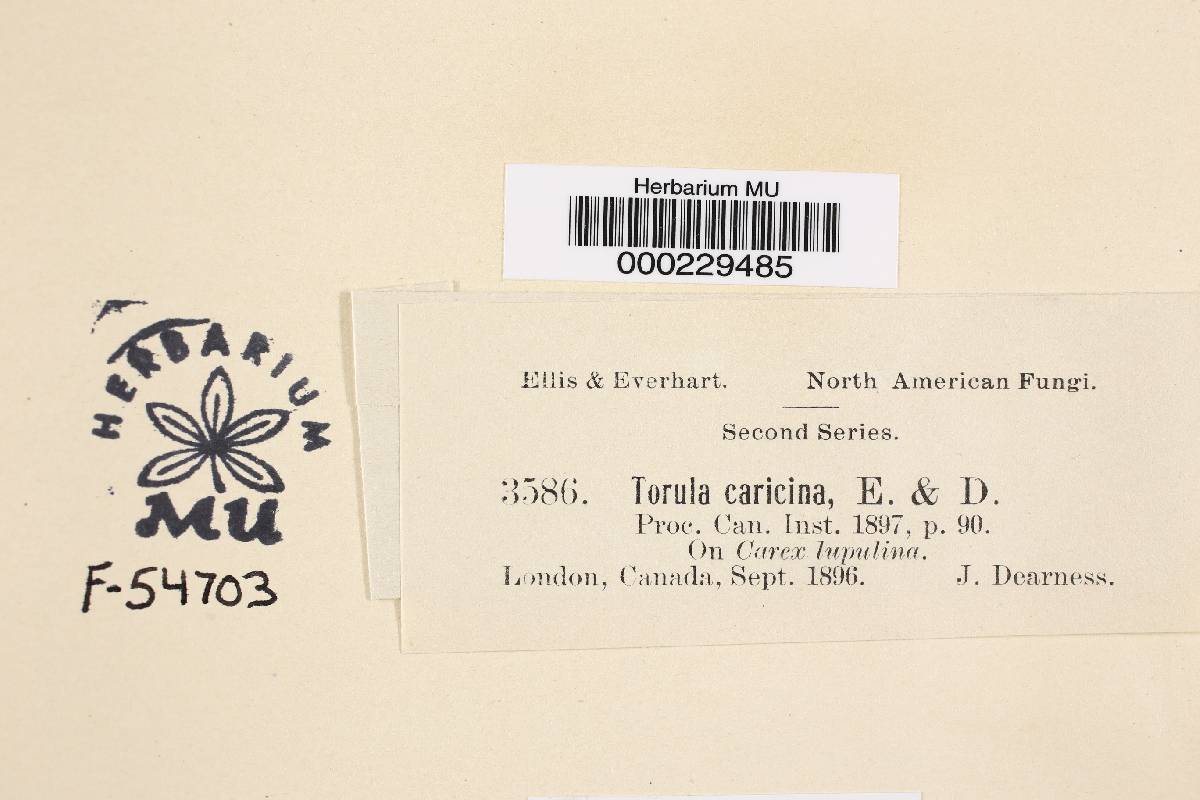 Herbarium MU
000229485
HERBARIUM
MU
F-54703
Ellis & Everhart. North American Fungi.
Second Series.
3586. Torula caricina, E. & D.
Proc. Can. Inst. 1897, p. 90.
On Carex lupulina.
London, Canada, Sept. 1896. J. Dearness.